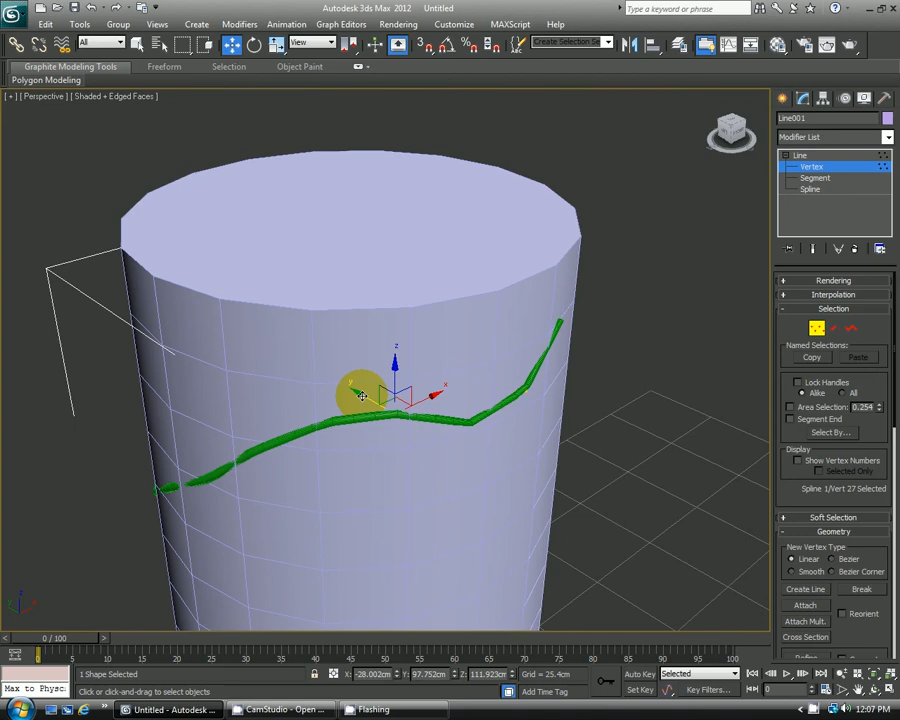 Autodesk 3ds Max 2012
Untitled
Type a keyword or phrase
Edit
Tools
Group
Views
Create
Modifiers
Animation
Graph Editors
Rendering
Customize
MAXScript
Help
All
View
Create Selection Se
Graphite Modeling Tools
Freeform
Selection
Object Paint
Polygon Modeling
[ + ] [ Perspective ] [ Shaded + Edged Faces ]
Line001
Modifier List
Line
Vertex
Segment
Spline
Rendering
Interpolation
Selection
Named Selections:
Copy
Paste
Lock Handles
Alike
All
Area Selection:
0.254
Segment End
Select By...
Display
Show Vertex Numbers
Selected Only
Spline 1/Vert 27 Selected
Soft Selection
Geometry
New Vertex Type
Linear
Bezier
Smooth
Bezier Corner
Create Line
Break
Attach
Reorient
Attach Mult.
Cross Section
z
y
x
0 / 100
0 5 10 15 20 25 30 35 40 45 50 55 60 65 70 75 80 85 90 95 100
1 Shape Selected
X: -28.002cm
Y: 97.752cm
Z: 111.923cm
Grid = 25.4cm
Auto Key
Selected
Max to Physc
Click or click-and-drag to select objects
Add Time Tag
Set Key
Key Filters...
0
Untitled - Autodesk ...
CamStudio - Open ...
Flashing
12:07 PM